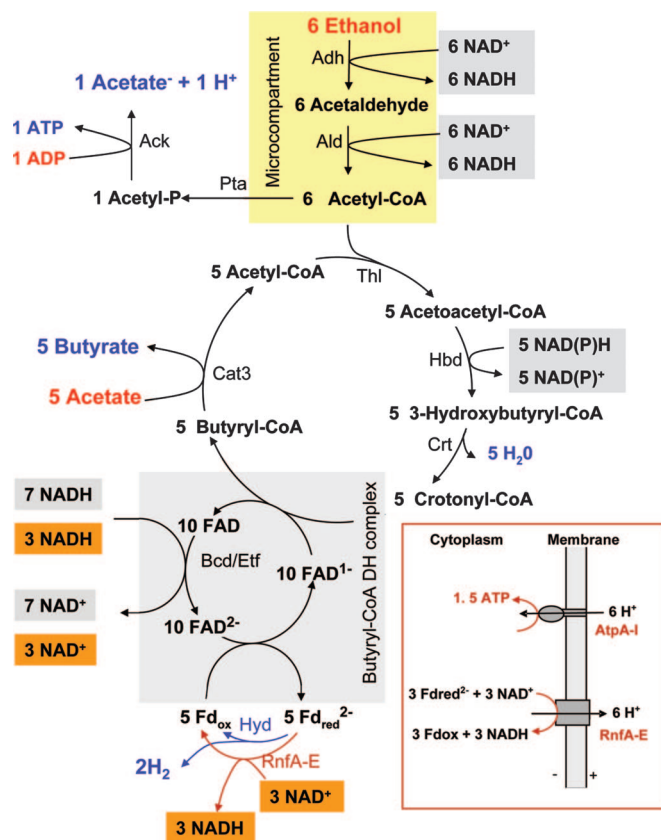 6 Ethanol
Microcompartment
Adh
6 NAD⁺
6 NADH
6 Acetaldehyde
Ald
6 NAD⁺
6 NADH
6 Acetyl-CoA
1 Acetate⁻ + 1 H⁺
1 ATP
1 ADP
Ack
Pta
1 Acetyl-P
5 Acetyl-CoA
Thl
5 Acetoacetyl-CoA
5 NAD(P)H
Hbd
5 NAD(P)⁺
5 3-Hydroxybutyryl-CoA
Crt
5 H₂0
5 Crotonyl-CoA
5 Butyrate
5 Acetate
Cat3
5 Butyryl-CoA
7 NADH
3 NADH
7 NAD⁺
3 NAD⁺
10 FAD
Bcd/Etf
10 FAD¹⁻
10 FAD²⁻
Butyryl-CoA DH complex
5 Fdₒₓ
5 Fd_red²⁻
Hyd
2H₂
RnfA-E
3 NAD⁺
3 NADH
Cytoplasm Membrane
1. 5 ATP
6 H⁺
AtpA-I
3 Fdred²⁻ + 3 NAD⁺
6 H⁺
3 Fdox + 3 NADH
RnfA-E
- +